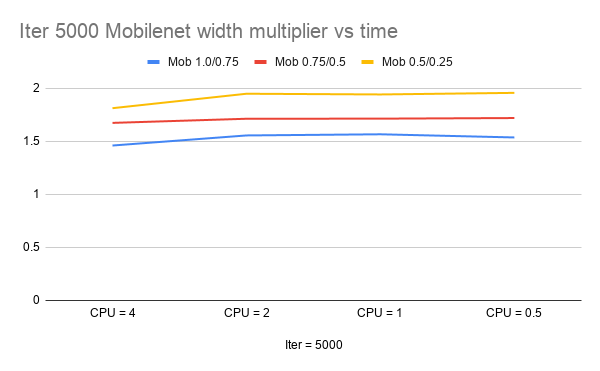 Iter 5000 Mobilenet width multiplier vs time
Mob 1.0/0.75 Mob 0.75/0.5 Mob 0.5/0.25
2
1.5
1
0.5
0
CPU = 4 CPU = 2 CPU = 1 CPU = 0.5
Iter = 5000